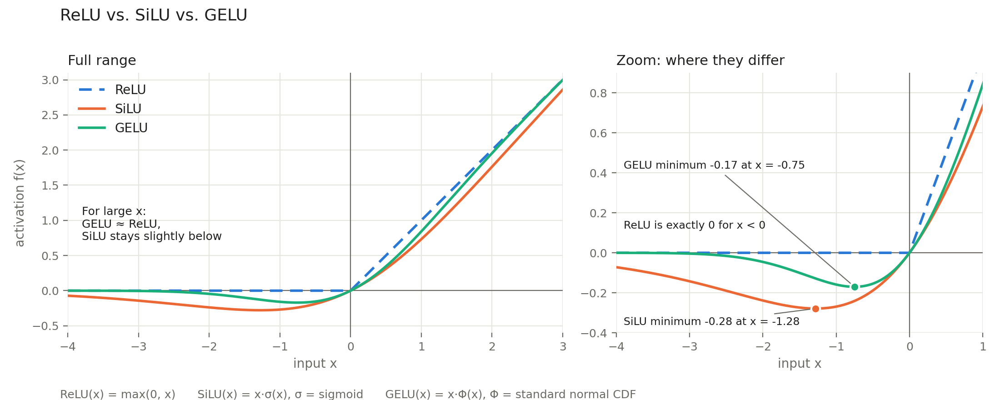 ReLU vs. SiLU vs. GELU
Full range
3.0
2.5
2.0
1.5
1.0
0.5
0.0
−0.5
activation f(x)
ReLU
SiLU
GELU
For large x:
GELU ≈ ReLU,
SiLU stays slightly below
−4 −3 −2 −1 0 1 2 3
input x
Zoom: where they differ
0.8
0.6
0.4
0.2
0.0
−0.2
−0.4
GELU minimum -0.17 at x = -0.75
ReLU is exactly 0 for x < 0
SiLU minimum -0.28 at x = -1.28
−4 −3 −2 −1 0 1
input x
ReLU(x) = max(0, x) SiLU(x) = x·σ(x), σ = sigmoid GELU(x) = x·Φ(x), Φ = standard normal CDF